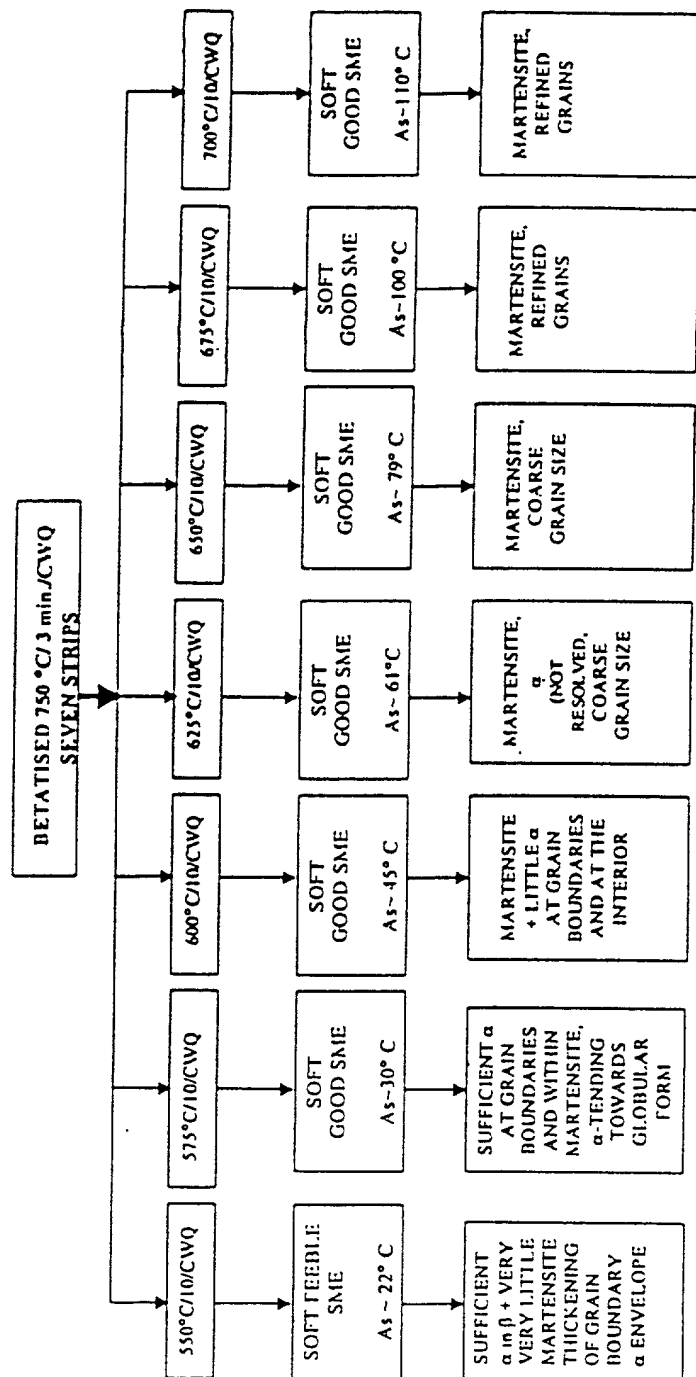 BETATISED 750 °C/ 3 min./CWQ
SEVEN STRIPS
550°C/10/CWQ
575°C/10/CWQ
600°C/10/CWQ
625°C/10/CWQ
650°C/10/CWQ
675°C/10/CWQ
700°C/10/CWQ
SOFT FEEBLE
SME
As ~ 22° C
SOFT
GOOD SME
As~30° C
SOFT
GOOD SME
As~ 45° C
SOFT
GOOD SME
As~ 61°C
SOFT
GOOD SME
As~ 79° C
SOFT
GOOD SME
As~100 °C
SOFT
GOOD SME
As~110° C
SUFFICIENT
α in β + VERY
VERY LITTLE
MARTENSITE
THICKENING
OF GRAIN
BOUNDARY
α ENVELOPE
SUFFICIENT α
AT GRAIN
BOUNDARIES
AND WITHIN
MARTENSITE,
α-TENDING
TOWARDS
GLOBULAR
FORM
MARTENSITE
+ LITTLE α
AT GRAIN
BOUNDARIES
AND AT THE
INTERIOR
MARTENSITE,
α
(NOT
RESOLVED,
COARSE
GRAIN SIZE
MARTENSITE,
COARSE
GRAIN SIZE
MARTENSITE,
REFINED
GRAINS
MARTENSITE,
REFINED
GRAINS